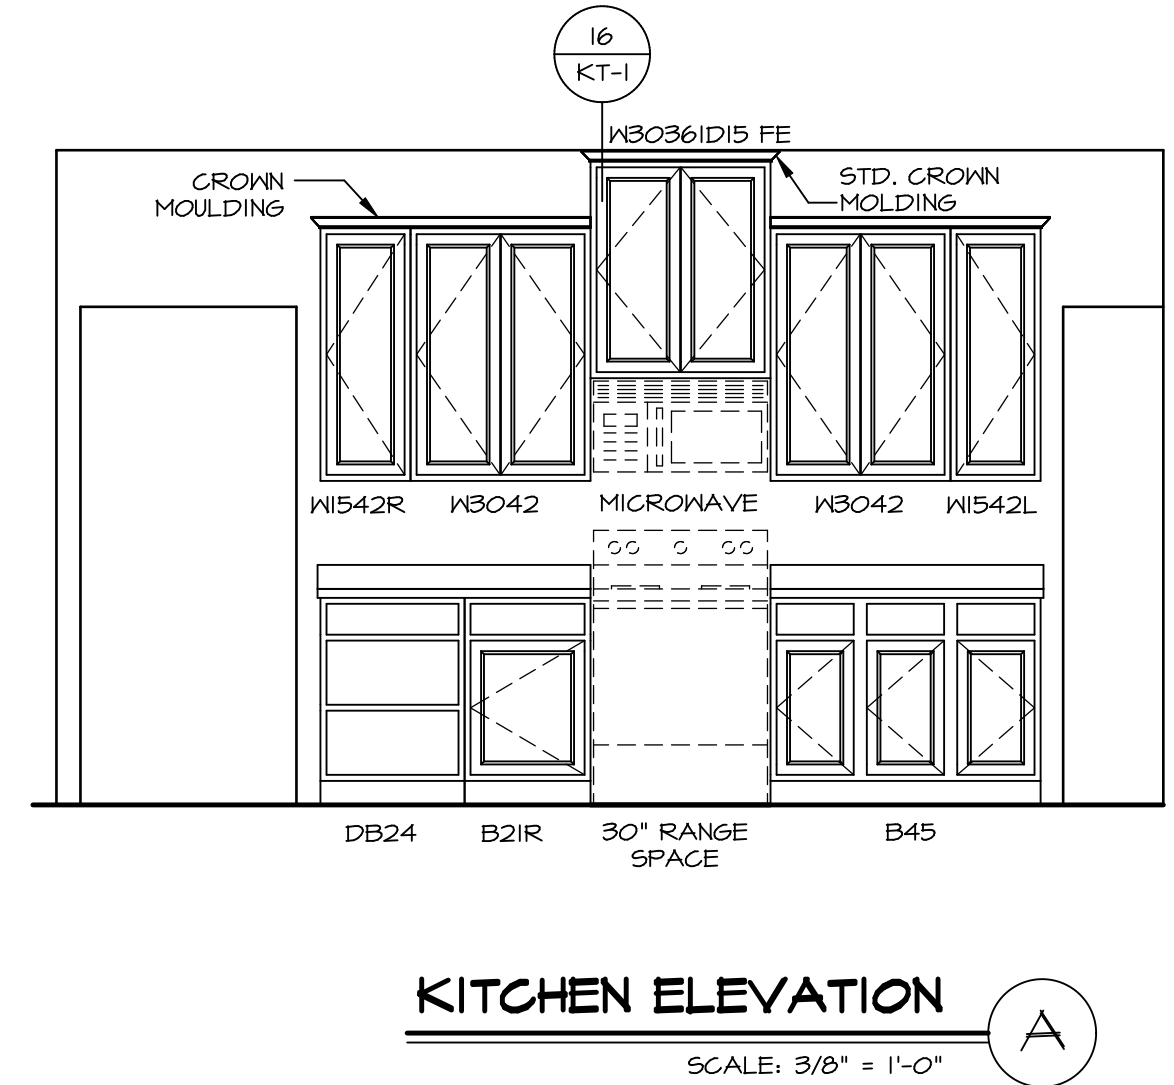 16
KT-1
W30361D15 FE
CROWN
MOULDING
STD. CROWN
MOLDING
W1542R
W3042
MICROWAVE
W3042
W1542L
DB24
B21R
30" RANGE
SPACE
B45
KITCHEN ELEVATION
A
SCALE: 3/8" = 1'-0"